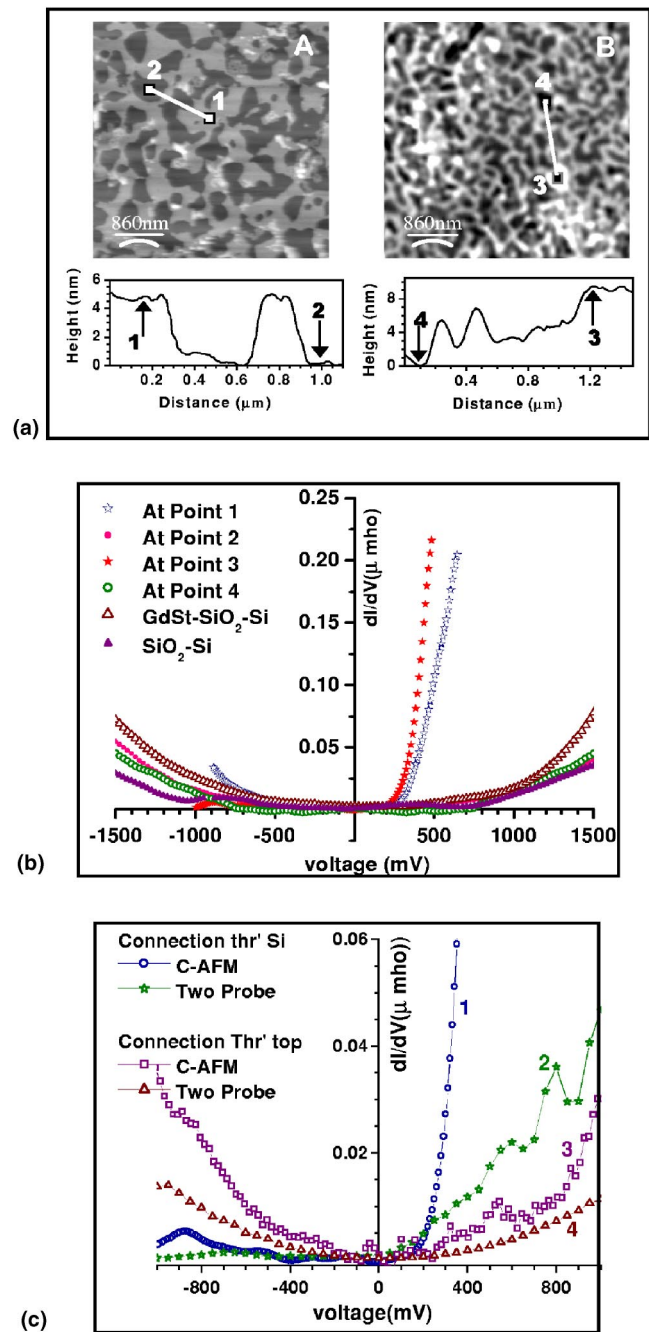 A
B
2
1
4
3
860nm
860nm
Height (nm)
6
4
2
0
1
2
0.2 0.4 0.6 0.8 1.0
Distance (μm)
Height (nm)
8
4
0
4
3
0.4 0.8 1.2
Distance (μm)
(a)
At Point 1
At Point 2
At Point 3
At Point 4
GdSt-SiO2-Si
SiO2-Si
dI/dV(μ mho)
0.25
0.20
0.15
0.10
0.05
-1500 -1000 -500 0 500 1000 1500
voltage (mV)
(b)
Connection thr' Si
C-AFM
Two Probe
Connection Thr' top
C-AFM
Two Probe
dI/dV(μ mho))
0.06
0.04
0.02
1
2
3
4
-800 -400 0 400 800
voltage(mV)
(c)